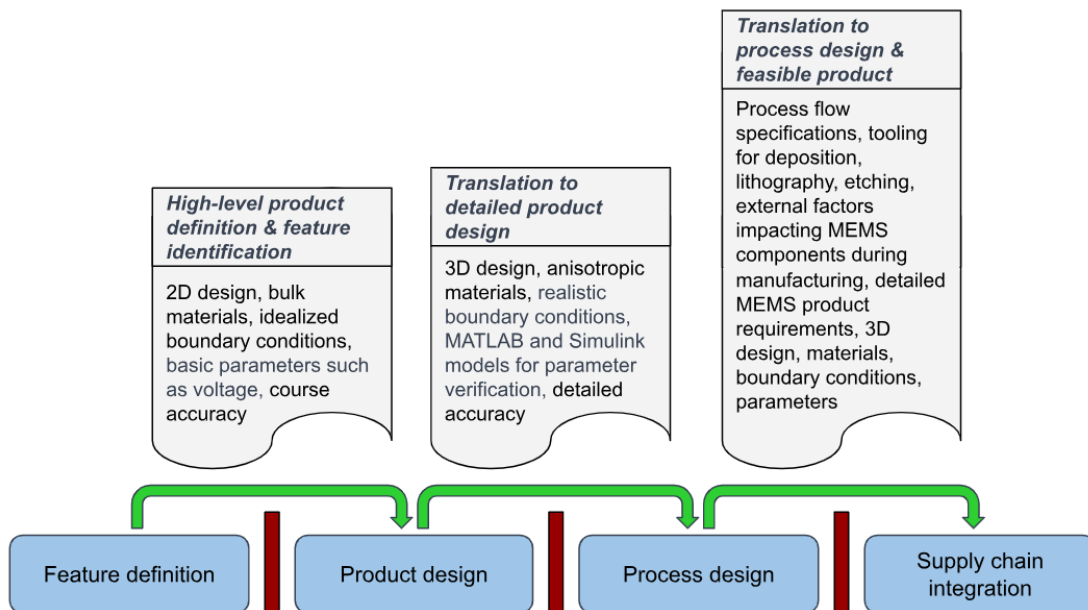 High-level product
definition & feature
identification
2D design, bulk
materials, idealized
boundary conditions,
basic parameters such
as voltage, course
accuracy
Translation to
detailed product
design
3D design, anisotropic
materials, realistic
boundary conditions,
MATLAB and Simulink
models for parameter
verification, detailed
accuracy
Translation to
process design &
feasible product
Process flow
specifications, tooling
for deposition,
lithography, etching,
external factors
impacting MEMS
components during
manufacturing, detailed
MEMS product
requirements, 3D
design, materials,
boundary conditions,
parameters
Feature definition
Product design
Process design
Supply chain
integration